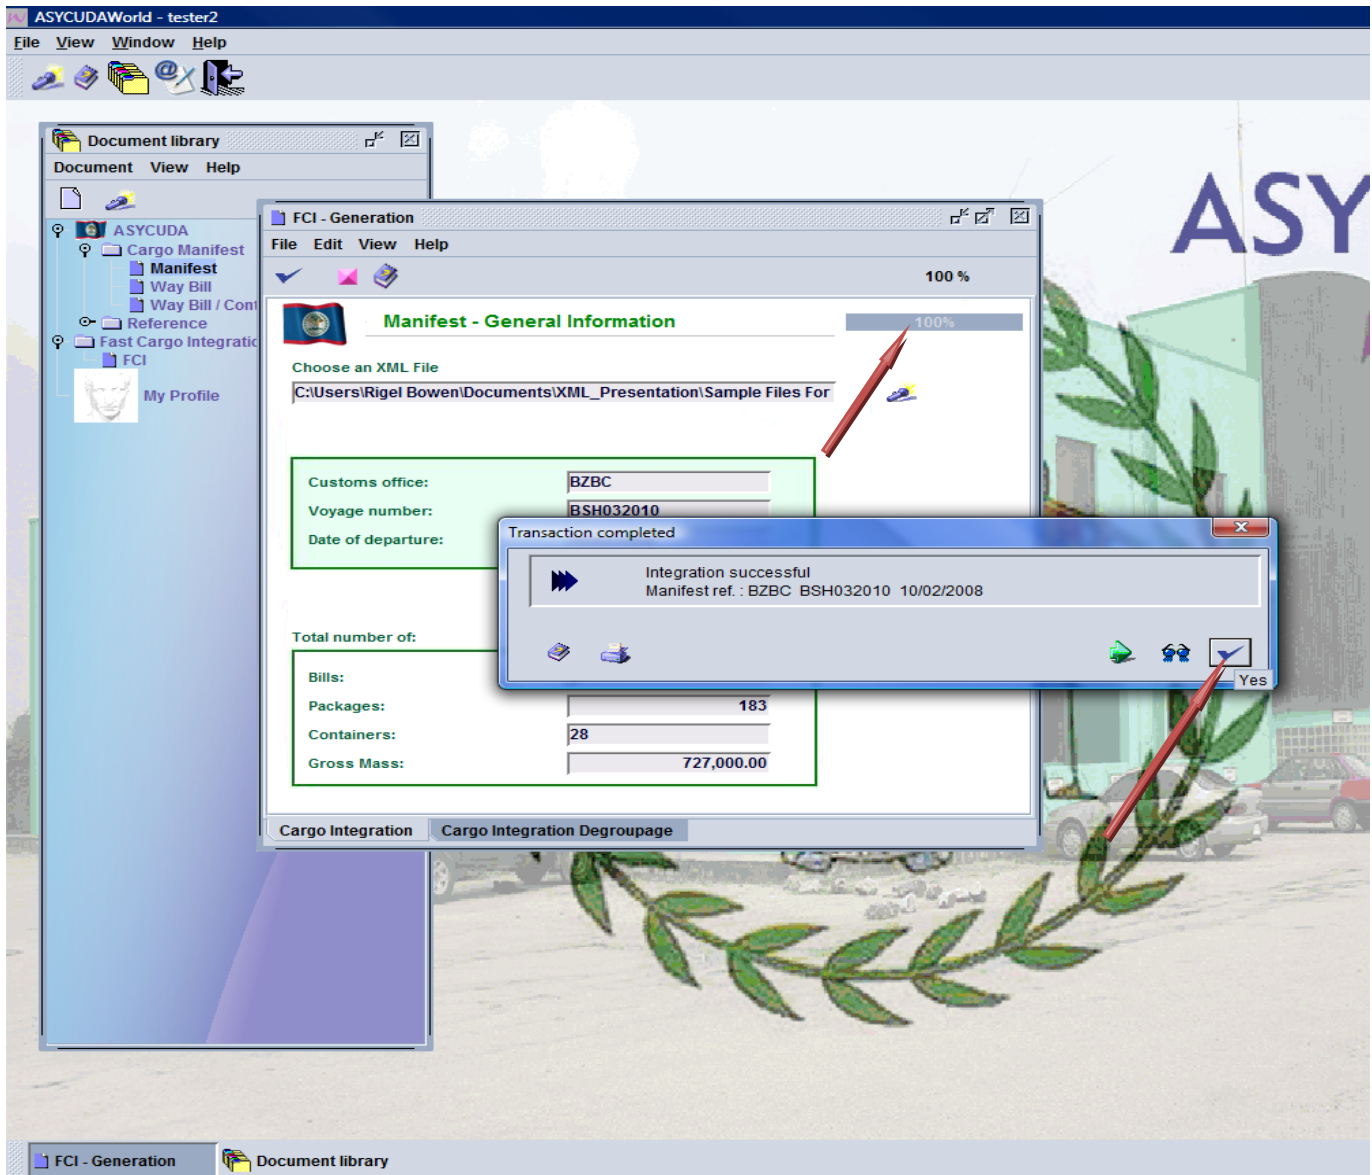 ASYCUDAWorld - tester2
File View Window Help
Document library
Document View Help
ASYCUDA
Cargo Manifest
Manifest
Way Bill
Way Bill / Cont
Reference
Fast Cargo Integratio
FCI
My Profile
FCI - Generation
File Edit View Help
100 %
Manifest - General Information
100%
Choose an XML File
C:\Users\Rigel Bowen\Documents\XML_Presentation\Sample Files For
Customs office: BZBC
Voyage number: BSH032010
Date of departure:
Total number of:
Bills:
Packages: 183
Containers: 28
Gross Mass: 727,000.00
Cargo Integration Cargo Integration Degroupage
Transaction completed
Integration successful
Manifest ref. : BZBC BSH032010 10/02/2008
Yes
ASY
FCI - Generation Document library